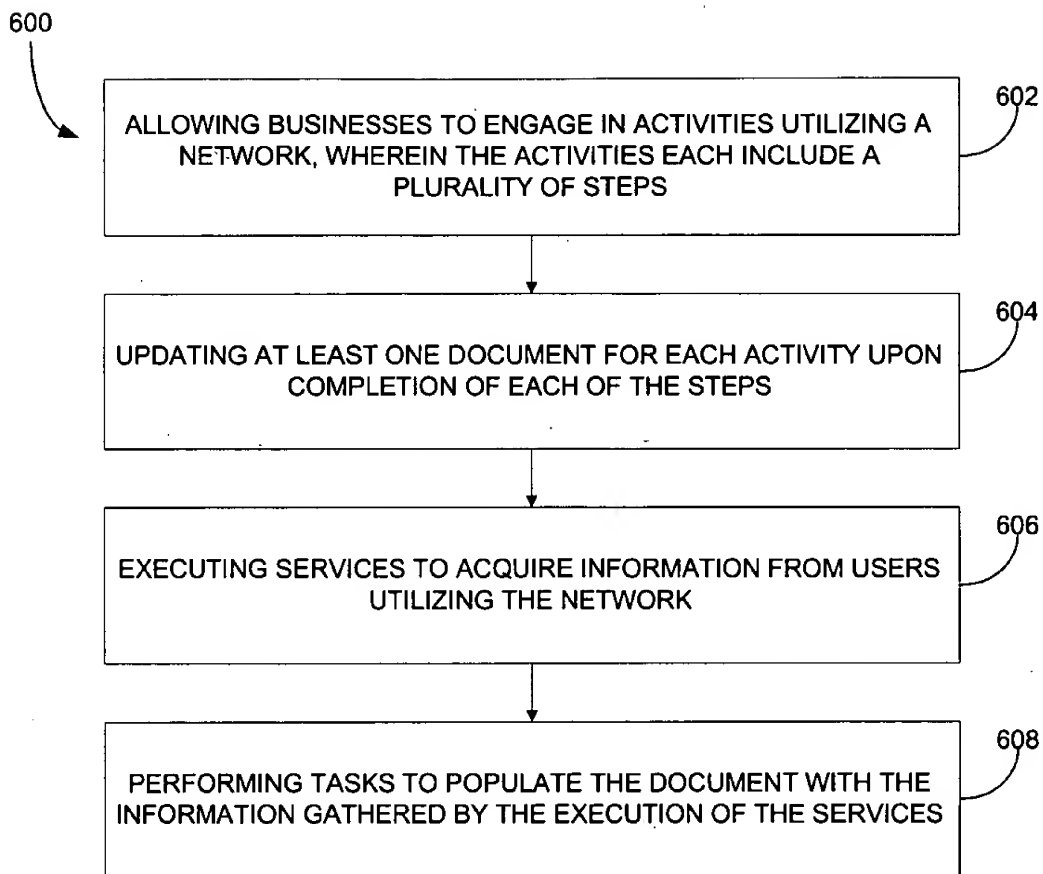 600
602
ALLOWING BUSINESSES TO ENGAGE IN ACTIVITIES UTILIZING A
NETWORK, WHEREIN THE ACTIVITIES EACH INCLUDE A
PLURALITY OF STEPS
604
UPDATING AT LEAST ONE DOCUMENT FOR EACH ACTIVITY UPON
COMPLETION OF EACH OF THE STEPS
606
EXECUTING SERVICES TO ACQUIRE INFORMATION FROM USERS
UTILIZING THE NETWORK
608
PERFORMING TASKS TO POPULATE THE DOCUMENT WITH THE
INFORMATION GATHERED BY THE EXECUTION OF THE SERVICES